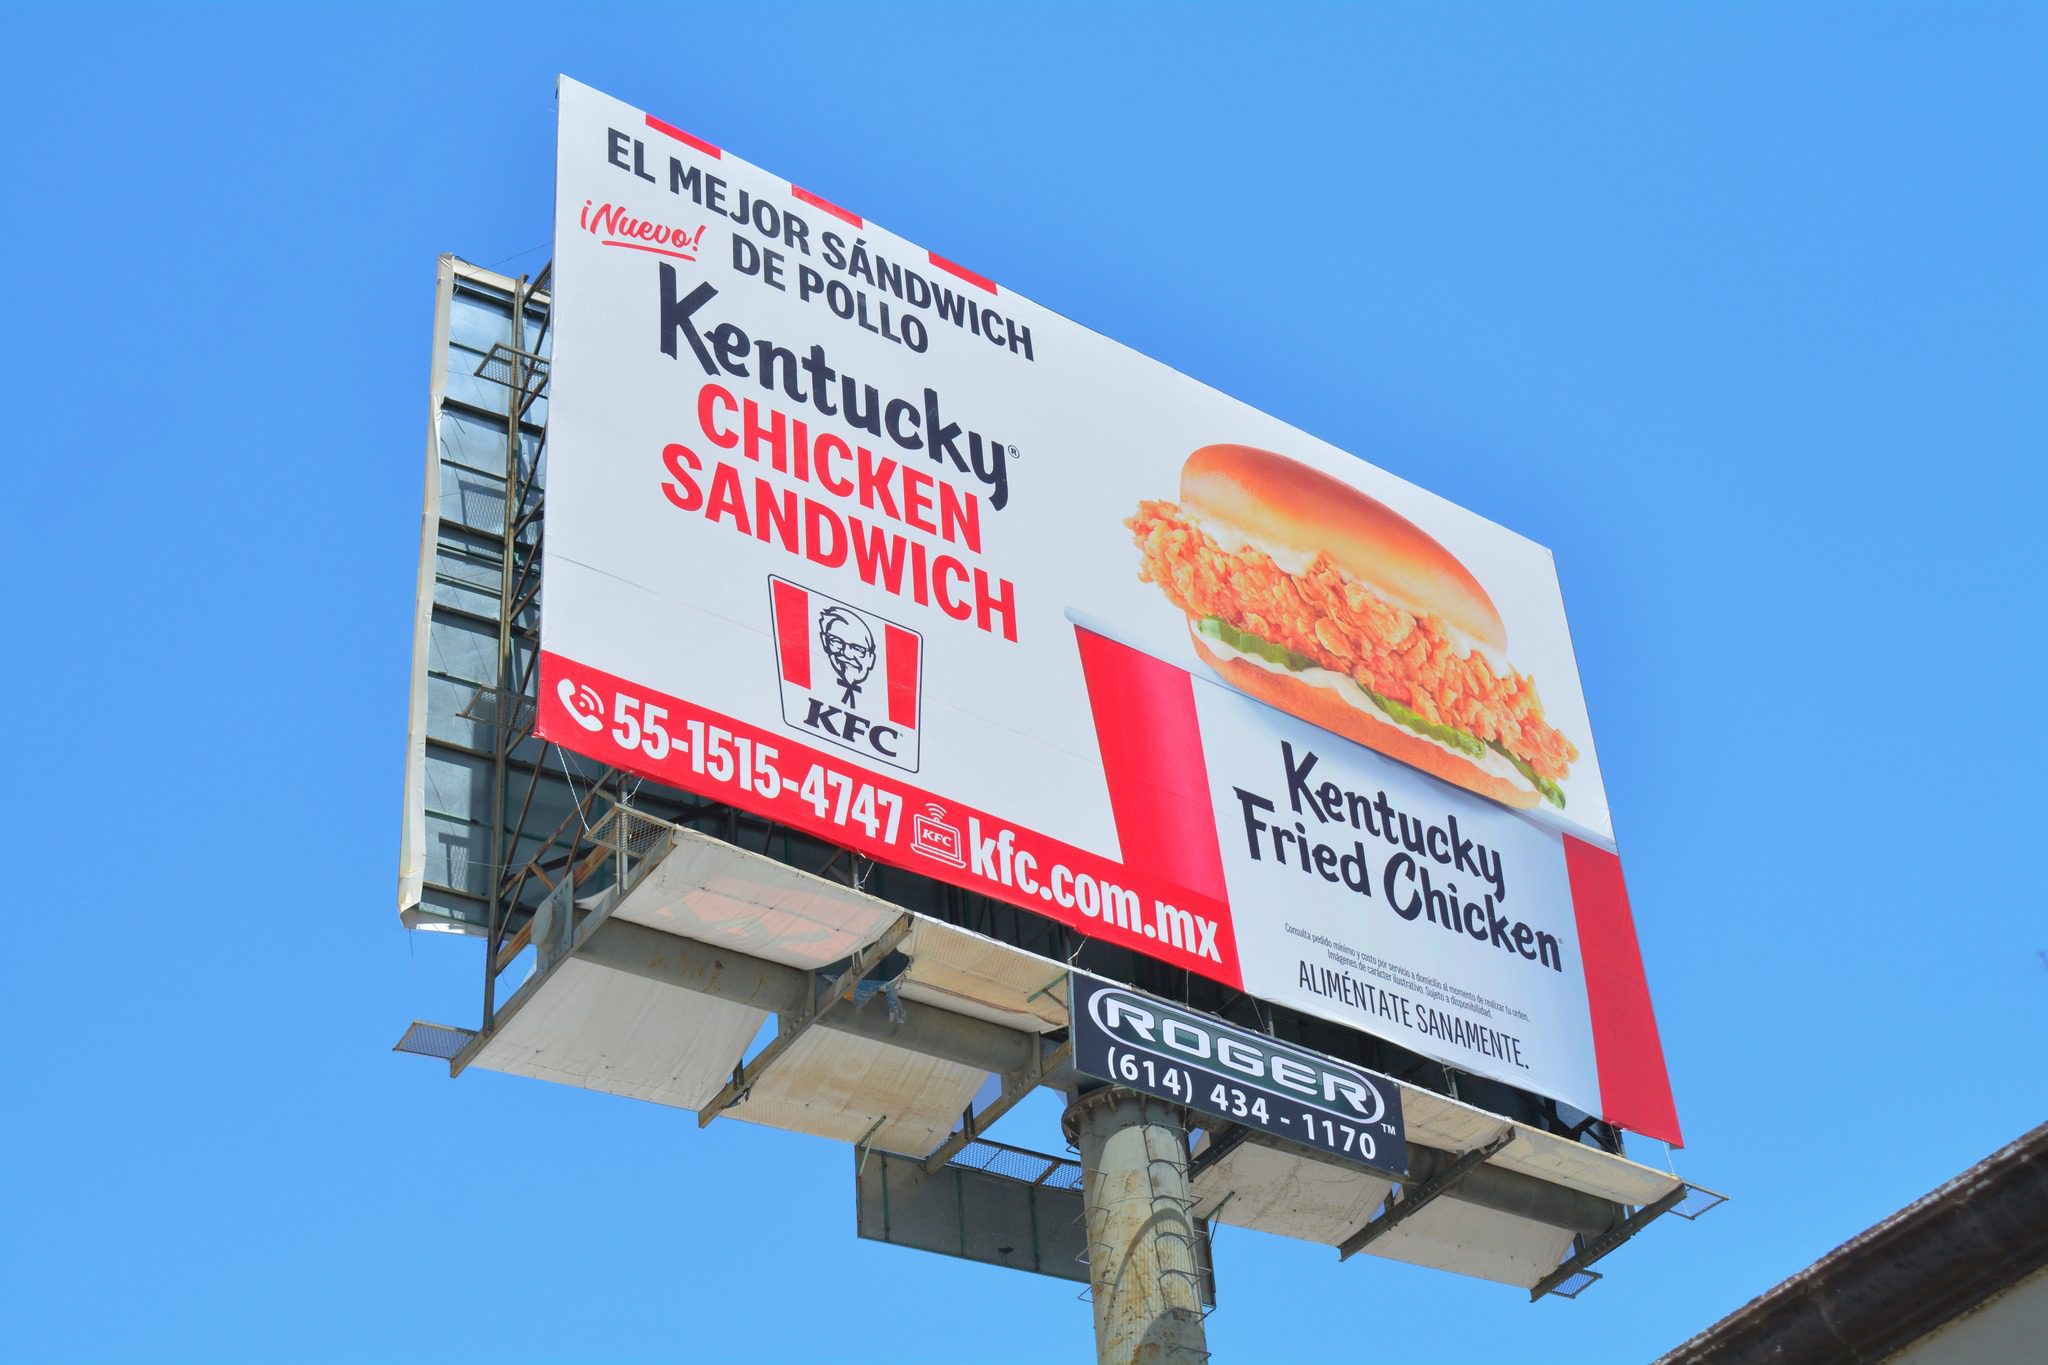 EL MEJOR SÁNDWICH
¡Nuevo! DE POLLO
Kentucky®
CHICKEN
SANDWICH
KFC
55-1515-4747 KFC kfc.com.mx
Kentucky
Fried Chicken
Consulta pedido mínimo y costo por servicio a domicilio al momento de realizar tu orden.
Imágenes de carácter ilustrativo. Sujeto a disponibilidad.
ALIMÉNTATE SANAMENTE.
ROGER™
(614) 434 - 1170